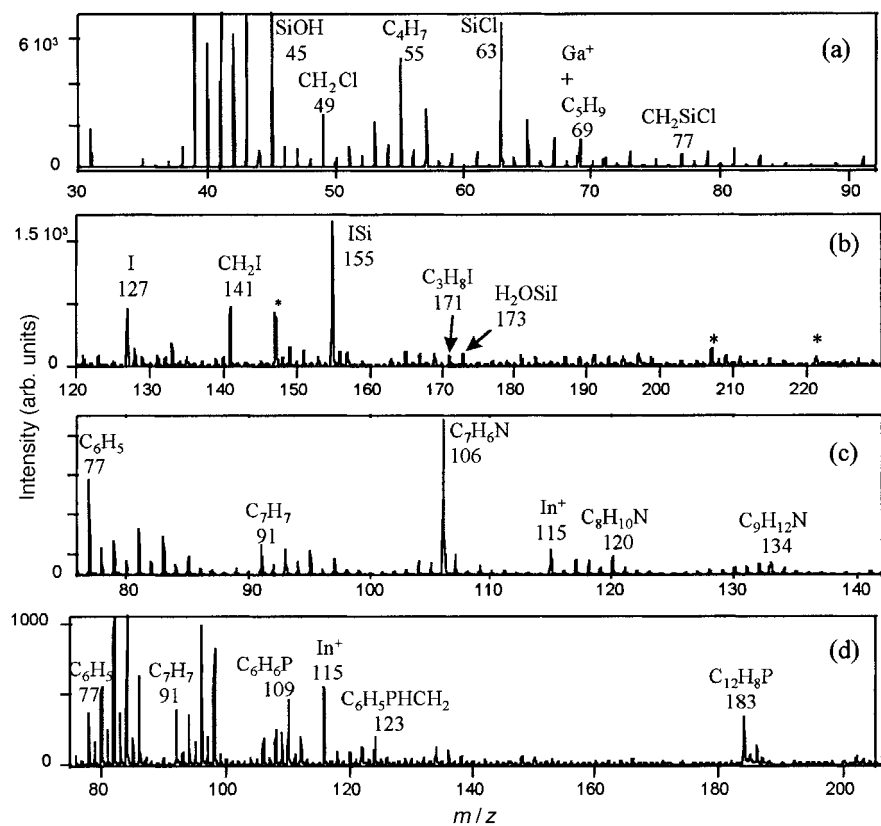 6 10³
0
SiOH
45
CH₂Cl
49
C₄H₇
55
SiCl
63
Ga⁺
+
C₅H₉
69
CH₂SiCl
77
(a)
30 40 50 60 70 80 90
1.5 10³
0
I
127
CH₂I
141
*
ISi
155
C₃H₈I
171
H₂OSiI
173
*
*
(b)
120 130 140 150 160 170 180 190 200 210 220
Intensity (arb. units)
C₆H₅
77
C₇H₇
91
C₇H₆N
106
In⁺
115
C₈H₁₀N
120
C₉H₁₂N
134
(c)
0
80 90 100 110 120 130 140
1000
0
C₆H₅
77
C₇H₇
91
C₆H₆P
109
In⁺
115
C₆H₅PHCH₂
123
C₁₂H₈P
183
(d)
80 100 120 140 160 180 200
m / z